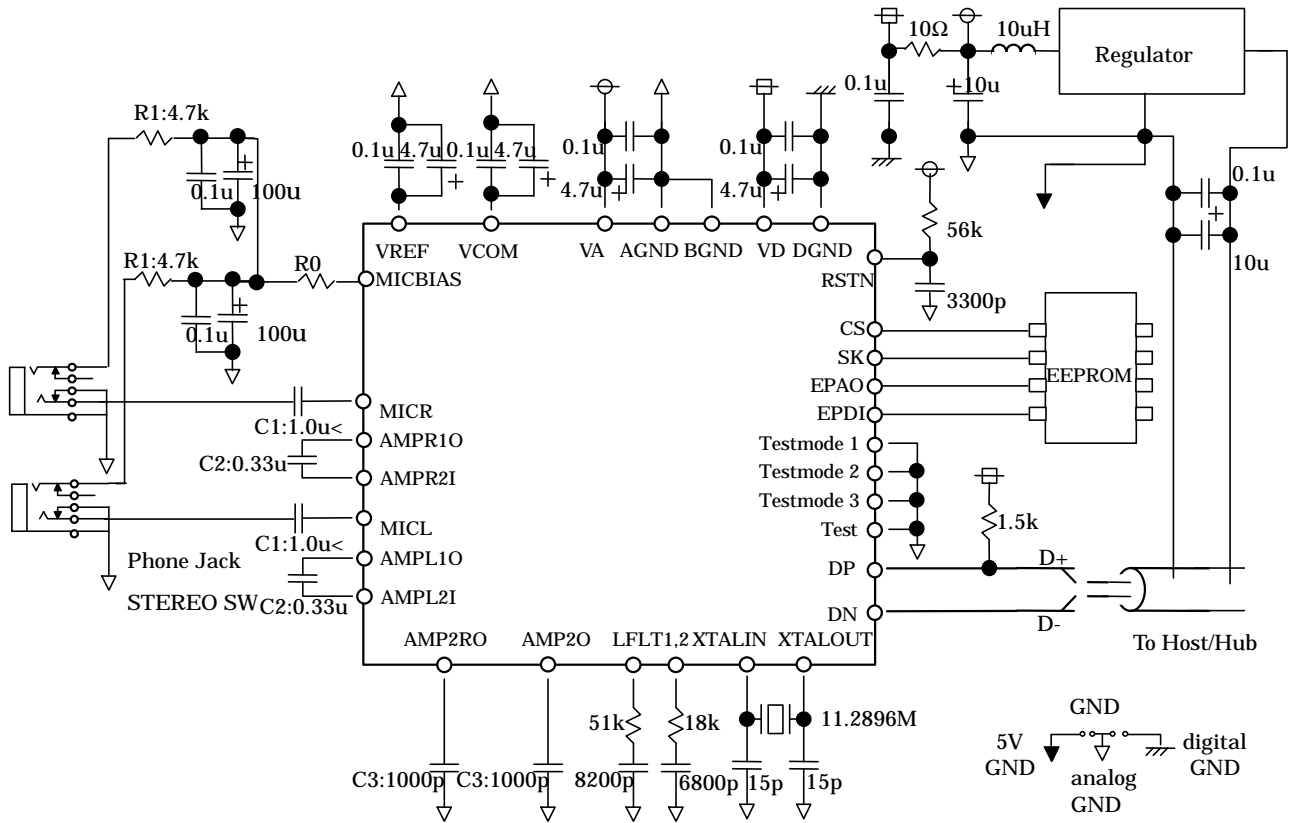 10Ω
10uH
Regulator
0.1u
10u
R1:4.7k
0.1u
100u
0.1u
4.7u
0.1u
4.7u
0.1u
4.7u
0.1u
4.7u
0.1u
10u
56k
3300p
R1:4.7k
R0
0.1u
100u
VREF
VCOM
VA
AGND
BGND
VD
DGND
MICBIAS
RSTN
CS
SK
EPAO
EPDI
EEPROM
MICR
C1:1.0u<
AMPR1O
C2:0.33u
AMPR2I
MICL
C1:1.0u<
AMPL1O
C2:0.33u
AMPL2I
Phone Jack
STEREO SW
Testmode 1
Testmode 2
Testmode 3
Test
1.5k
DP
D+
DN
D-
To Host/Hub
AMP2RO
AMP2O
LFLT1,2
XTALIN
XTALOUT
51k
18k
11.2896M
C3:1000p
C3:1000p
8200p
6800p
15p
15p
GND
5V
GND
analog
GND
digital
GND